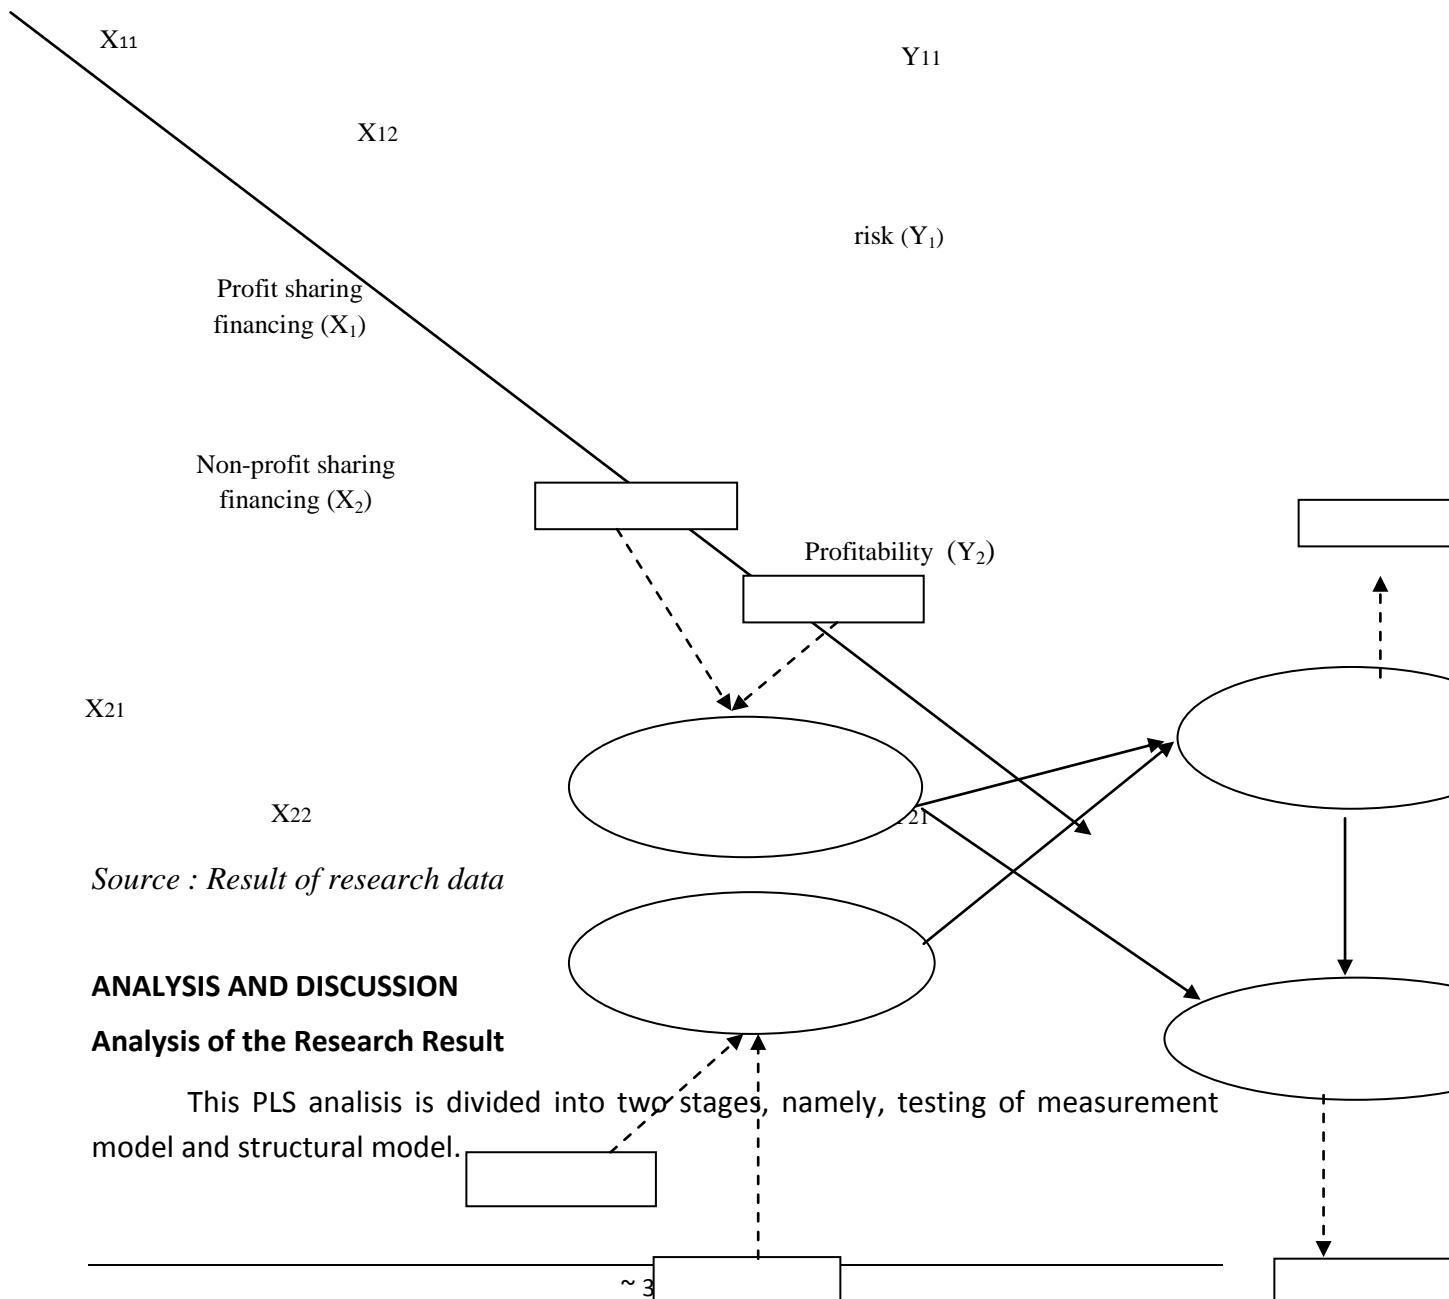 X11
Y11
X12
risk (Y1)
Profit sharing
financing (X1)
Non-profit sharing
financing (X2)
Profitability (Y2)
X21
X22
21
Source : Result of research data
ANALYSIS AND DISCUSSION
Analysis of the Research Result
This PLS analisis is divided into two stages, namely, testing of measurement
model and structural model.
~ 3